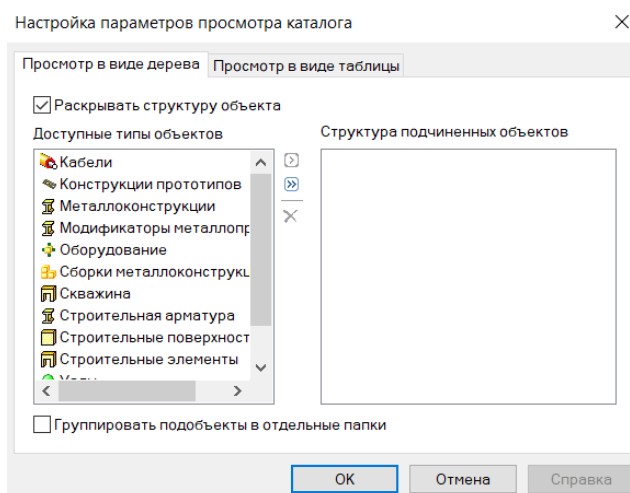 Настройка параметров просмотра каталога
Просмотр в виде дерева
Просмотр в виде таблицы
Раскрывать структуру объекта
Доступные типы объектов
Структура подчиненных объектов
Кабели
Конструкции прототипов
Металлоконструкции
Модификаторы металлопр
Оборудование
Сборки металлоконструкц
Скважина
Строительная арматура
Строительные поверхност
Строительные элементы
Группировать подобъекты в отдельные папки
OK
Отмена
Справка